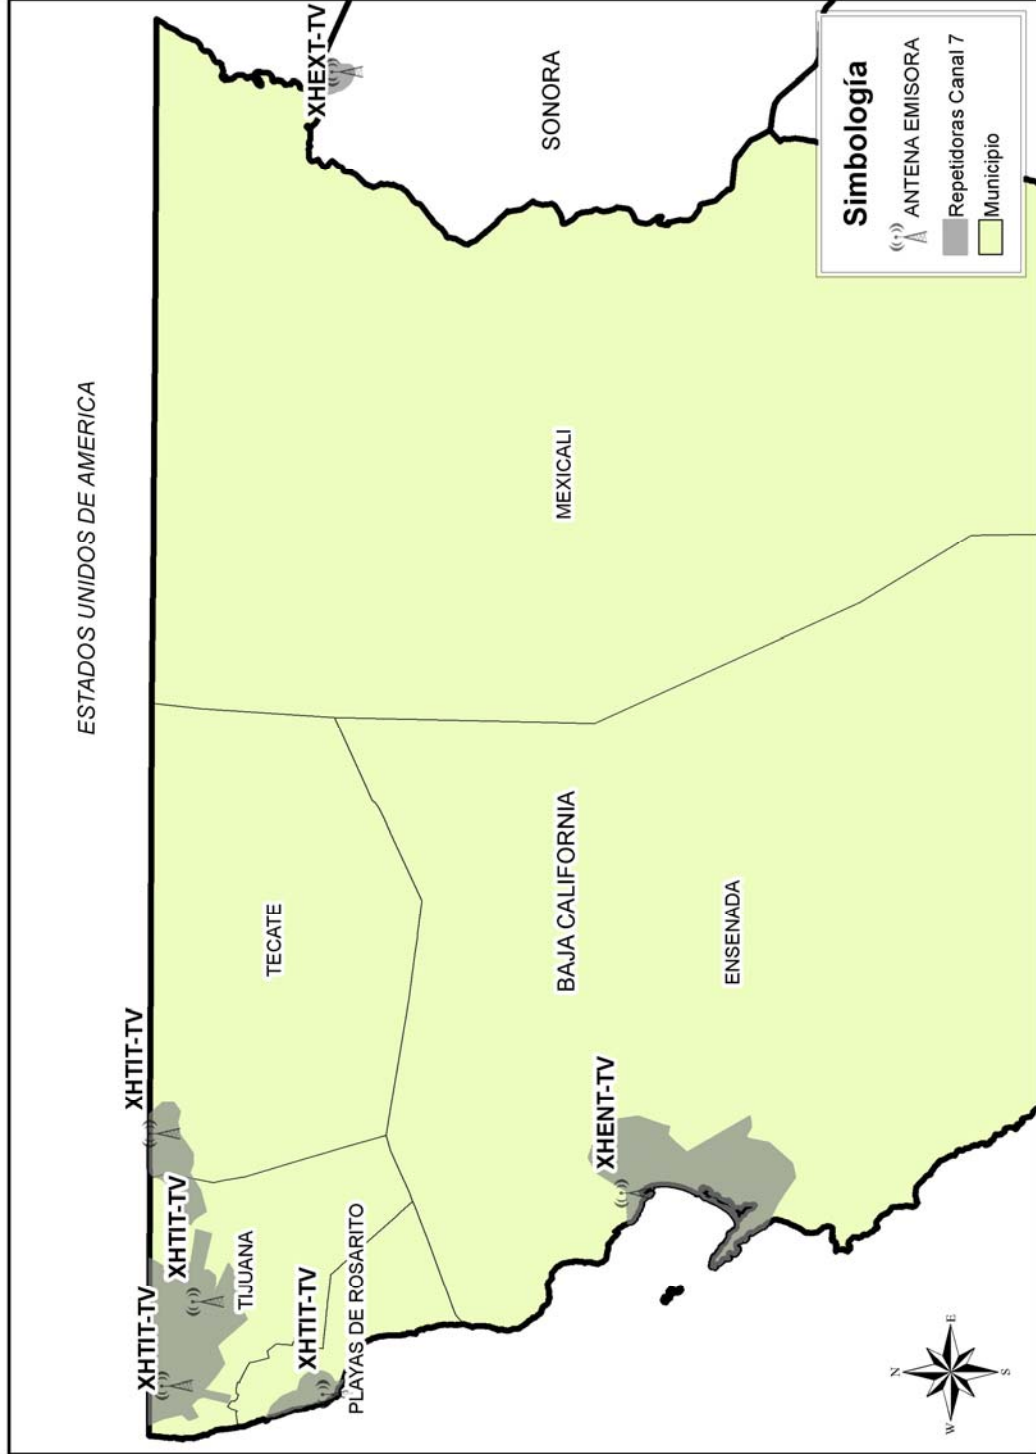 ESTADOS UNIDOS DE AMERICA
XHTIT-TV
XHTIT-TV
XHTIT-TV
XHEXT-TV
TIJUANA
TECATE
XHTIT-TV
PLAYAS DE ROSARITO
SONORA
MEXICALI
BAJA CALIFORNIA
XHENT-TV
ENSENADA
Simbología
ANTENA EMISORA
Repetidoras Canal 7
Municipio
N
W
E
S